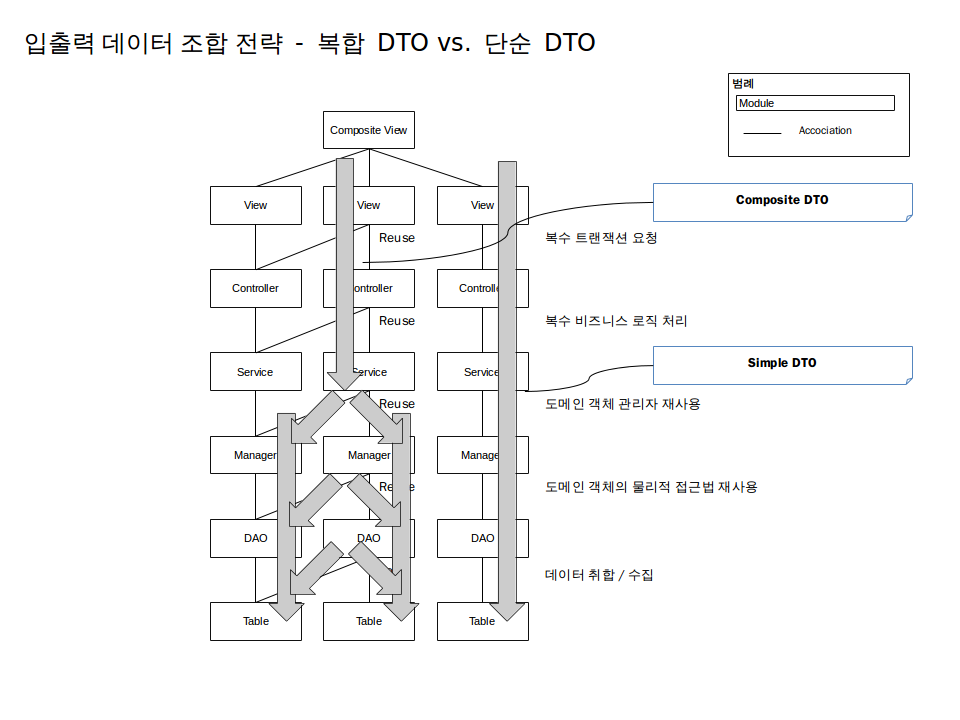 입출력 데이터 조합 전략 - 복합 DTO vs. 단순 DTO
범례
Module
Accociation
Composite View
View
View
View
Composite DTO
Reuse
복수 트랜잭션 요청
Controller
ontroller
Controlle
Reuse
복수 비즈니스 로직 처리
Service
Service
Service
Simple DTO
Reuse
도메인 객체 관리자 재사용
Manager
Manager
Manage
도메인 객체의 물리적 접근법 재사용
DAO
DAO
DAO
데이터 취합 / 수집
Table
Table
Table